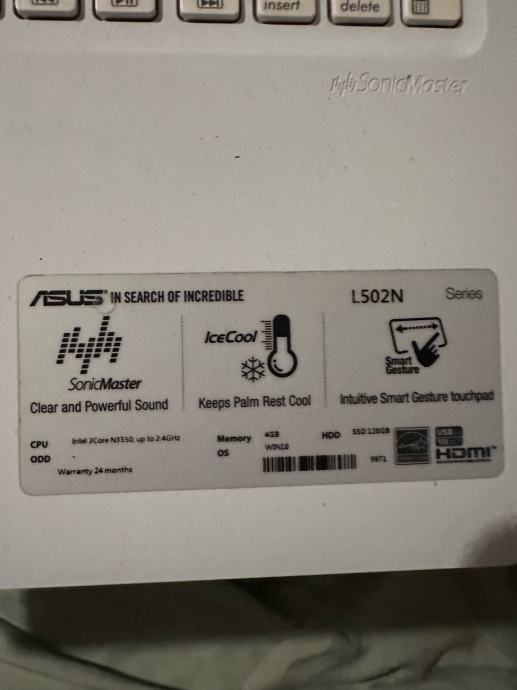 insert
delete
SonicMaster
ASUS IN SEARCH OF INCREDIBLE
L502N Series
SonicMaster
Clear and Powerful Sound
IceCool
Keeps Palm Rest Cool
Smart
Gesture
Intuitive Smart Gesture touchpad
CPU Intel 2Core N3350, up to 2.4GHz
ODD
Warranty 24 months
Memory 4GB
OS WIN10
HDD SSD 128GB
9871
USB
HDMI